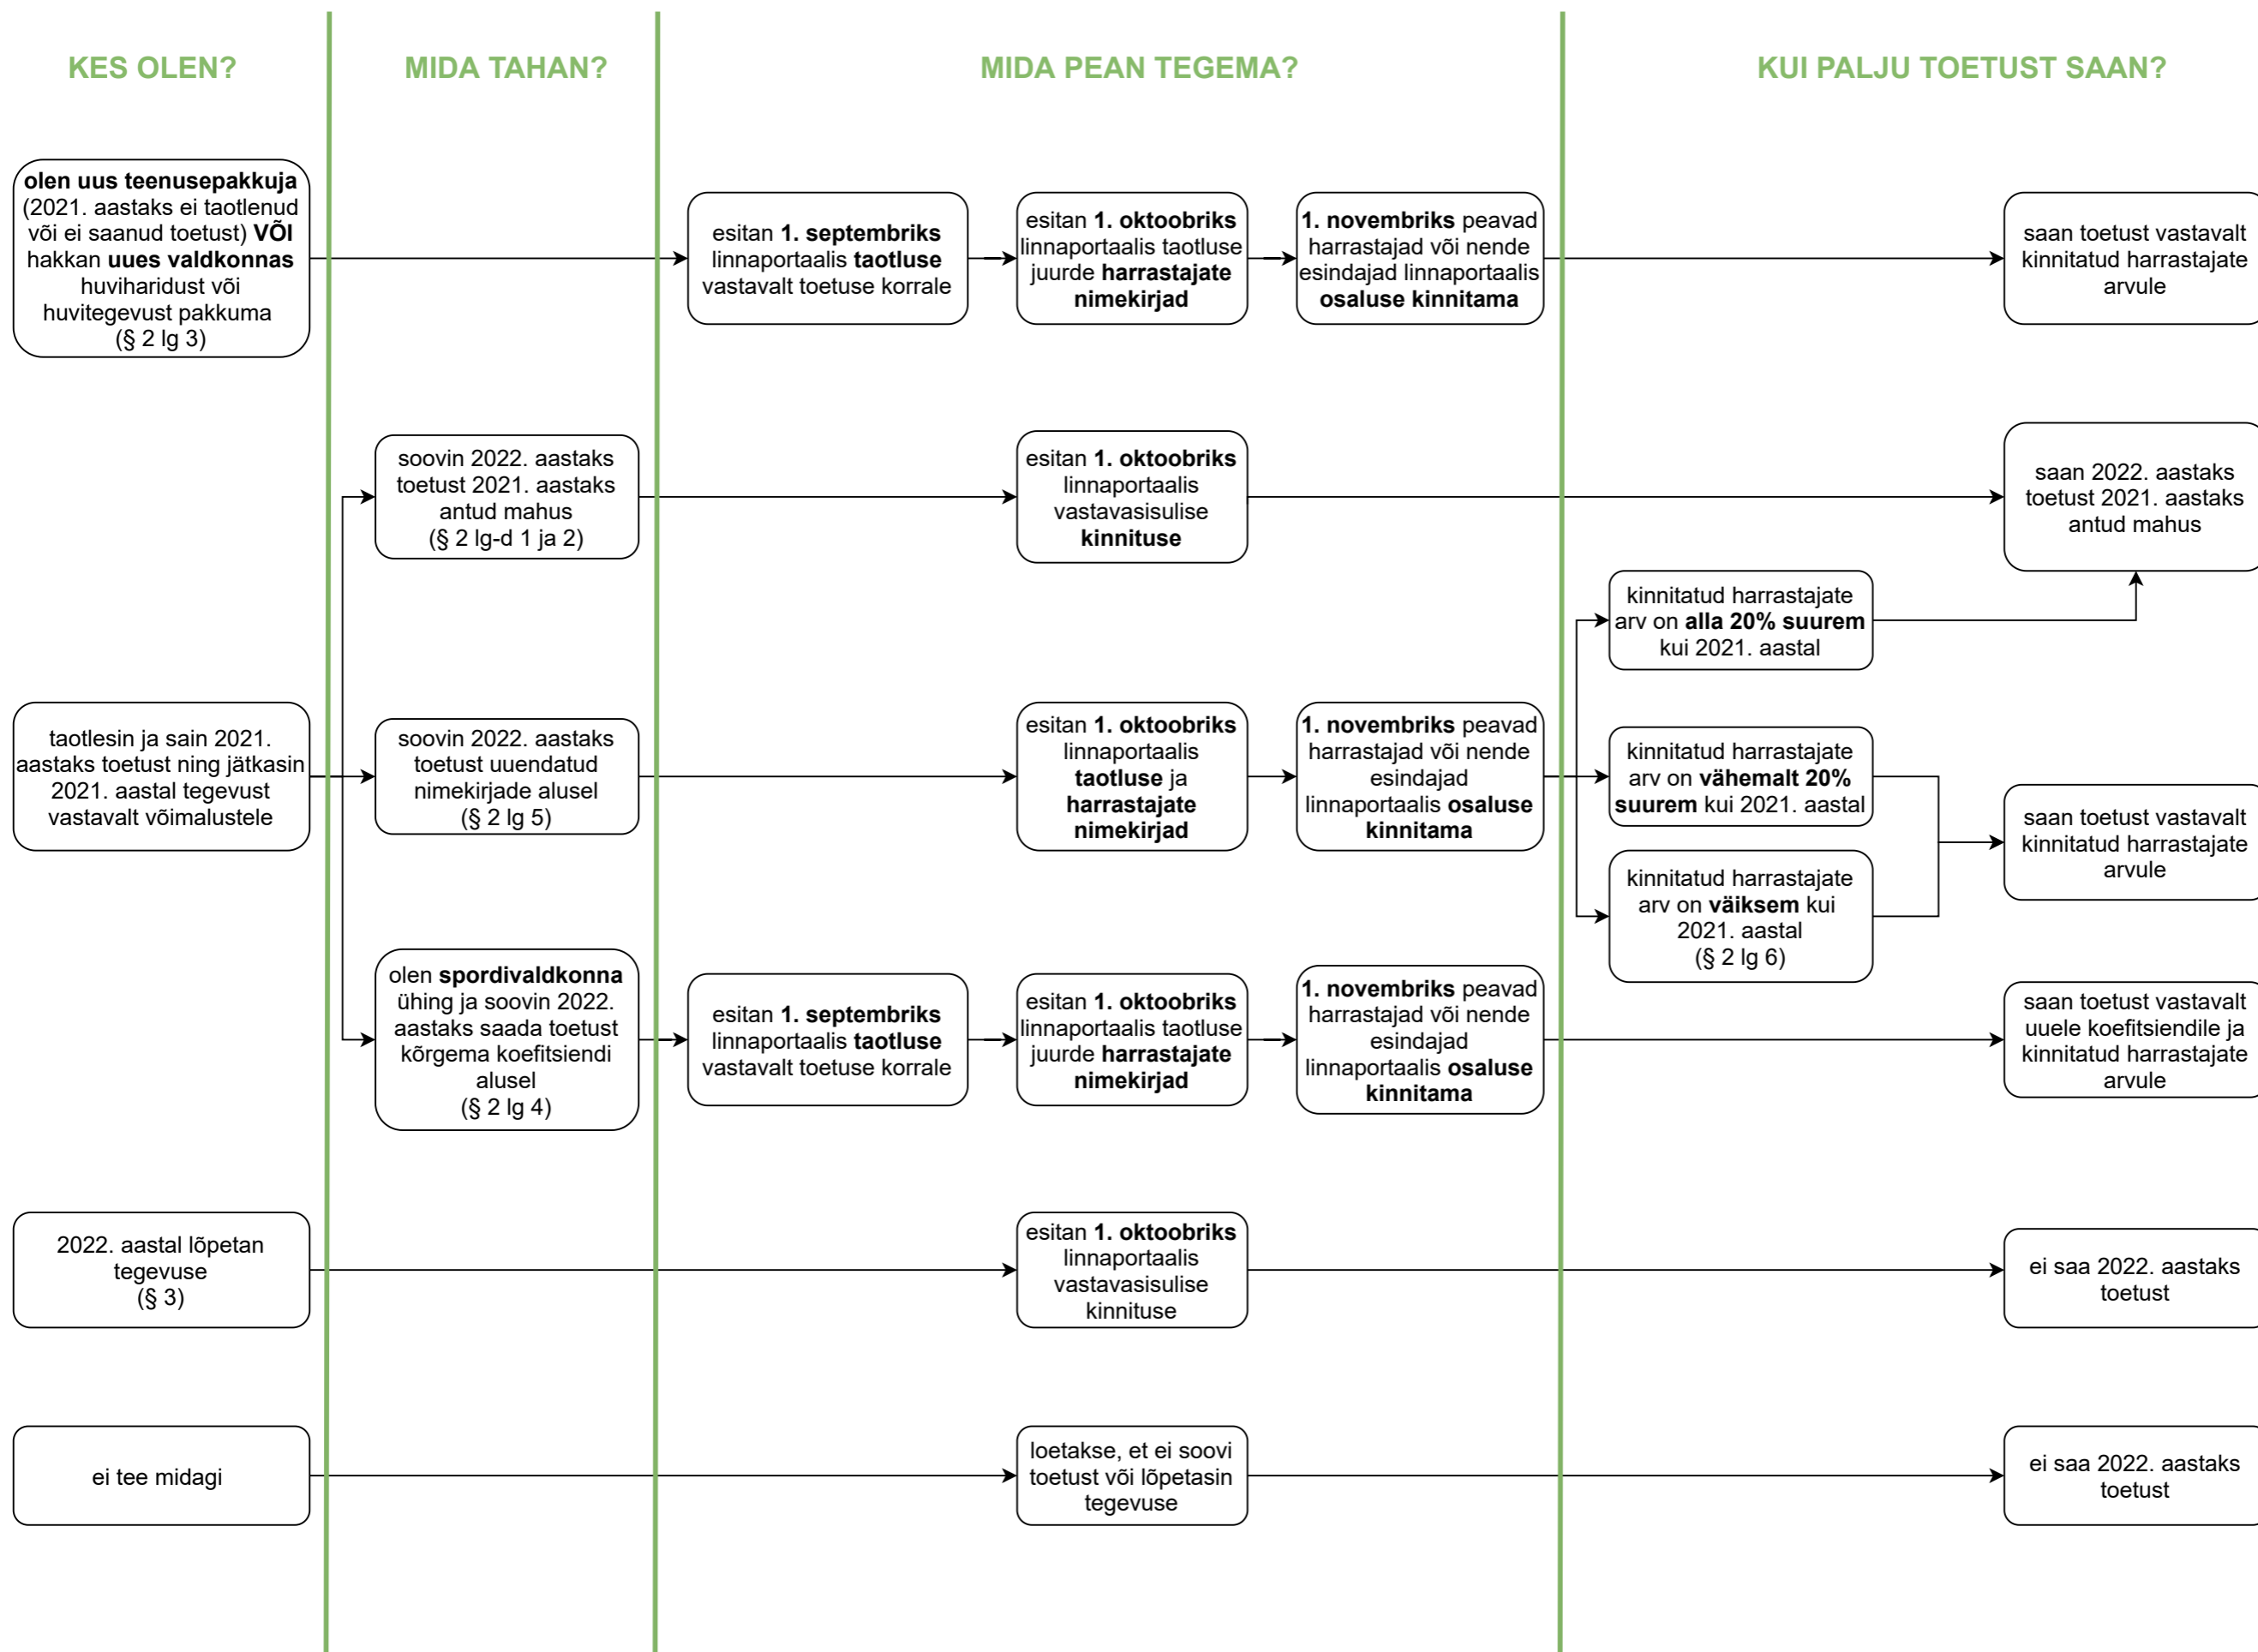 KES OLEN?
MIDA TAHAN?
MIDA PEAN TEGEMA?
KUI PALJU TOETUST SAAN?
olen uus teenusepakkuja
(2021. aastaks ei taotlenud
või ei saanud toetust) VÕI
hakkan uues valdkonnas
huviharidust või
huvitegevust pakkuma
(§ 2 lg 3)
esitan 1. septembriks
linnaportaalis taotluse
vastavalt toetuse korrale
esitan 1. oktoobriks
linnaportaalis taotluse
juurde harrastajate
nimekirjad
1. novembriks peavad
harrastajad või nende
esindajad linnaportaalis
osaluse kinnitama
saan toetust vastavalt
kinnitatud harrastajate
arvule
taotlesin ja sain 2021.
aastaks toetust ning jätkasin
2021. aastal tegevust
vastavalt võimalustele
soovin 2022. aastaks
toetust 2021. aastaks
antud mahus
(§ 2 lg-d 1 ja 2)
esitan 1. oktoobriks
linnaportaalis
vastavasisulise
kinnituse
saan 2022. aastaks
toetust 2021. aastaks
antud mahus
soovin 2022. aastaks
toetust uuendatud
nimekirjade alusel
(§ 2 lg 5)
esitan 1. oktoobriks
linnaportaalis
taotluse ja
harrastajate
nimekirjad
1. novembriks peavad
harrastajad või nende
esindajad
linnaportaalis osaluse
kinnitama
kinnitatud harrastajate
arv on alla 20% suurem
kui 2021. aastal
kinnitatud harrastajate
arv on vähemalt 20%
suurem kui 2021. aastal
kinnitatud harrastajate
arv on väiksem kui
2021. aastal
(§ 2 lg 6)
saan toetust vastavalt
kinnitatud harrastajate
arvule
olen spordivaldkonna
ühing ja soovin 2022.
aastaks saada toetust
kõrgema koefitsiendi
alusel
(§ 2 lg 4)
esitan 1. septembriks
linnaportaalis taotluse
vastavalt toetuse korrale
esitan 1. oktoobriks
linnaportaalis taotluse
juurde harrastajate
nimekirjad
1. novembriks peavad
harrastajad või nende
esindajad
linnaportaalis osaluse
kinnitama
saan toetust vastavalt
uuele koefitsiendile ja
kinnitatud harrastajate
arvule
2022. aastal lõpetan
tegevuse
(§ 3)
esitan 1. oktoobriks
linnaportaalis
vastavasisulise
kinnituse
ei saa 2022. aastaks
toetust
ei tee midagi
loetakse, et ei soovi
toetust või lõpetasin
tegevuse
ei saa 2022. aastaks
toetust